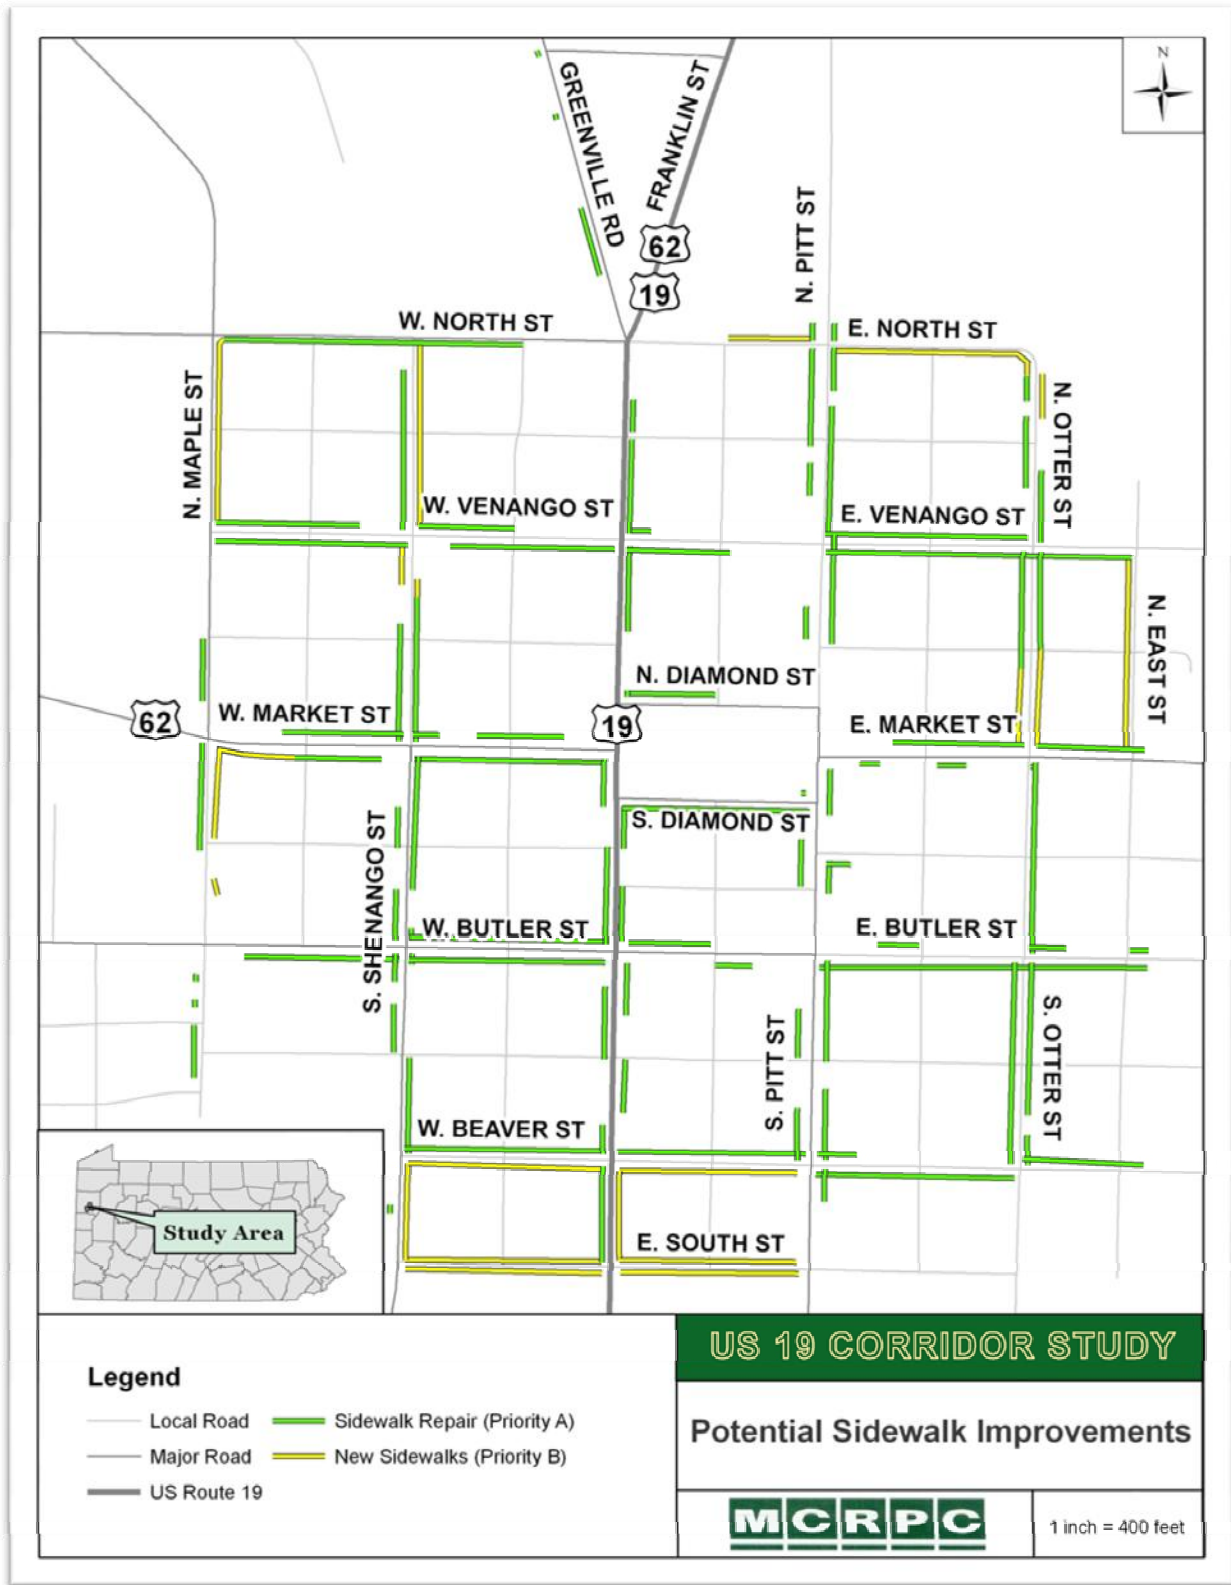 N
GREENVILLE RD
FRANKLIN ST
62
19
N. PITT ST
W. NORTH ST
E. NORTH ST
N. MAPLE ST
N. OTTER ST
W. VENANGO ST
E. VENANGO ST
N. EAST ST
N. DIAMOND ST
62
W. MARKET ST
19
E. MARKET ST
S. DIAMOND ST
S. SHENANGO ST
W. BUTLER ST
E. BUTLER ST
S. PITT ST
S. OTTER ST
W. BEAVER ST
Study Area
E. SOUTH ST
US 19 CORRIDOR STUDY
Legend
Local Road
Sidewalk Repair (Priority A)
Major Road
New Sidewalks (Priority B)
US Route 19
Potential Sidewalk Improvements
MCRPC
1 inch = 400 feet